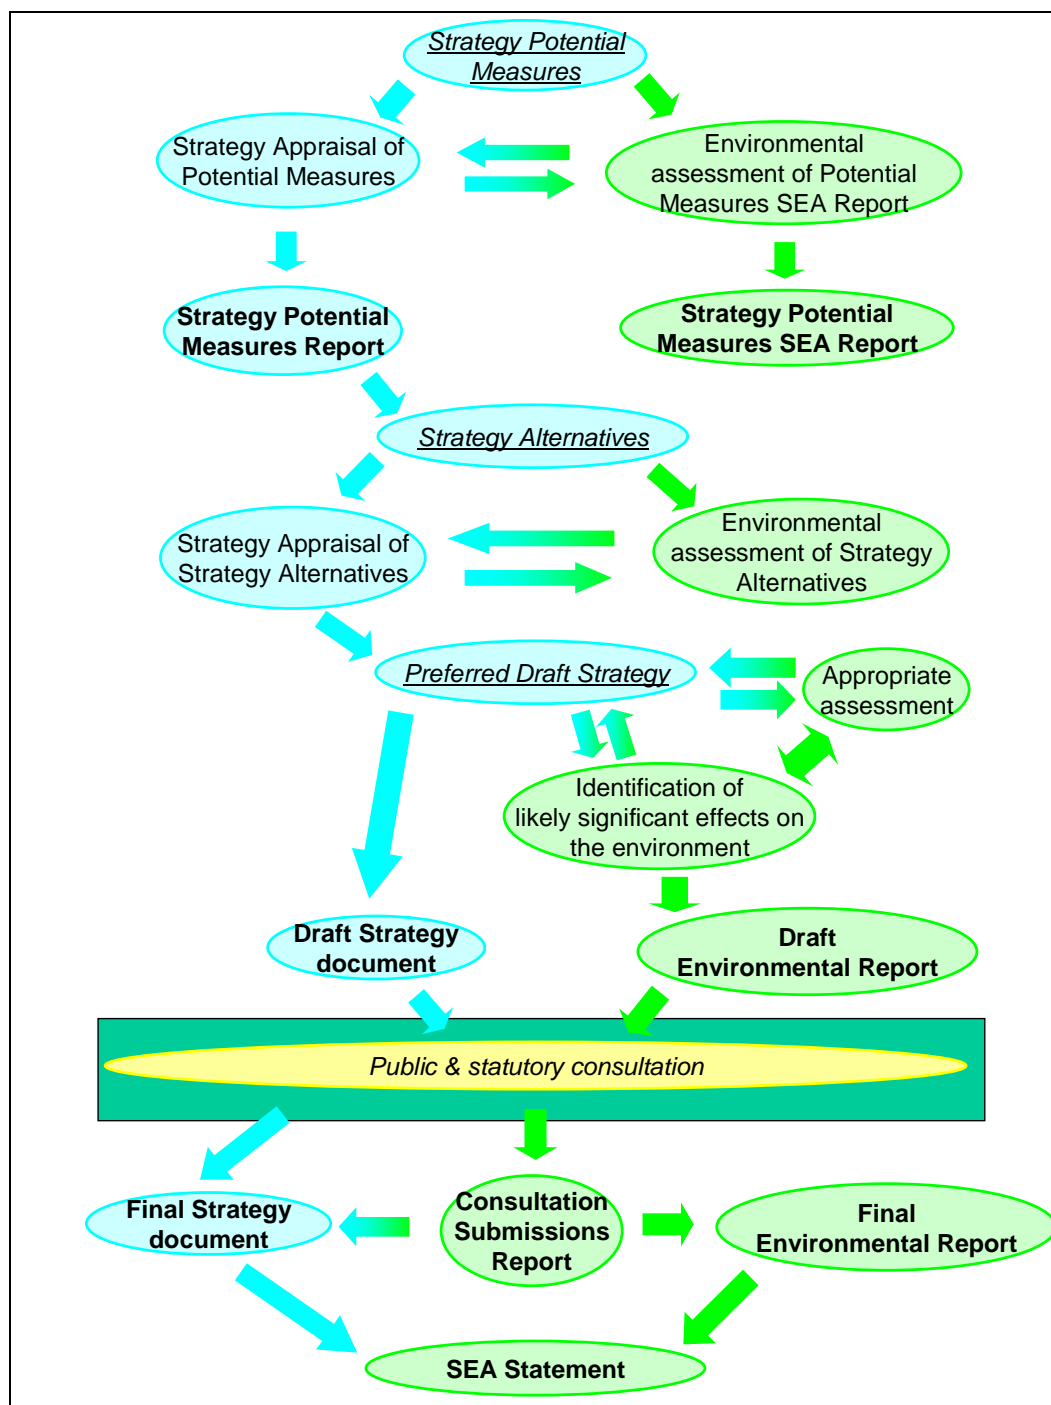 Strategy Potential
Measures
Strategy Appraisal of
Potential Measures
Environmental
assessment of Potential
Measures SEA Report
Strategy Potential
Measures Report
Strategy Potential
Measures SEA Report
Strategy Alternatives
Strategy Appraisal of
Strategy Alternatives
Environmental
assessment of Strategy
Alternatives
Preferred Draft Strategy
Appropriate
assessment
Identification of
likely significant effects on
the environment
Draft Strategy
document
Draft
Environmental Report
Public & statutory consultation
Final Strategy
document
Consultation
Submissions
Report
Final
Environmental Report
SEA Statement